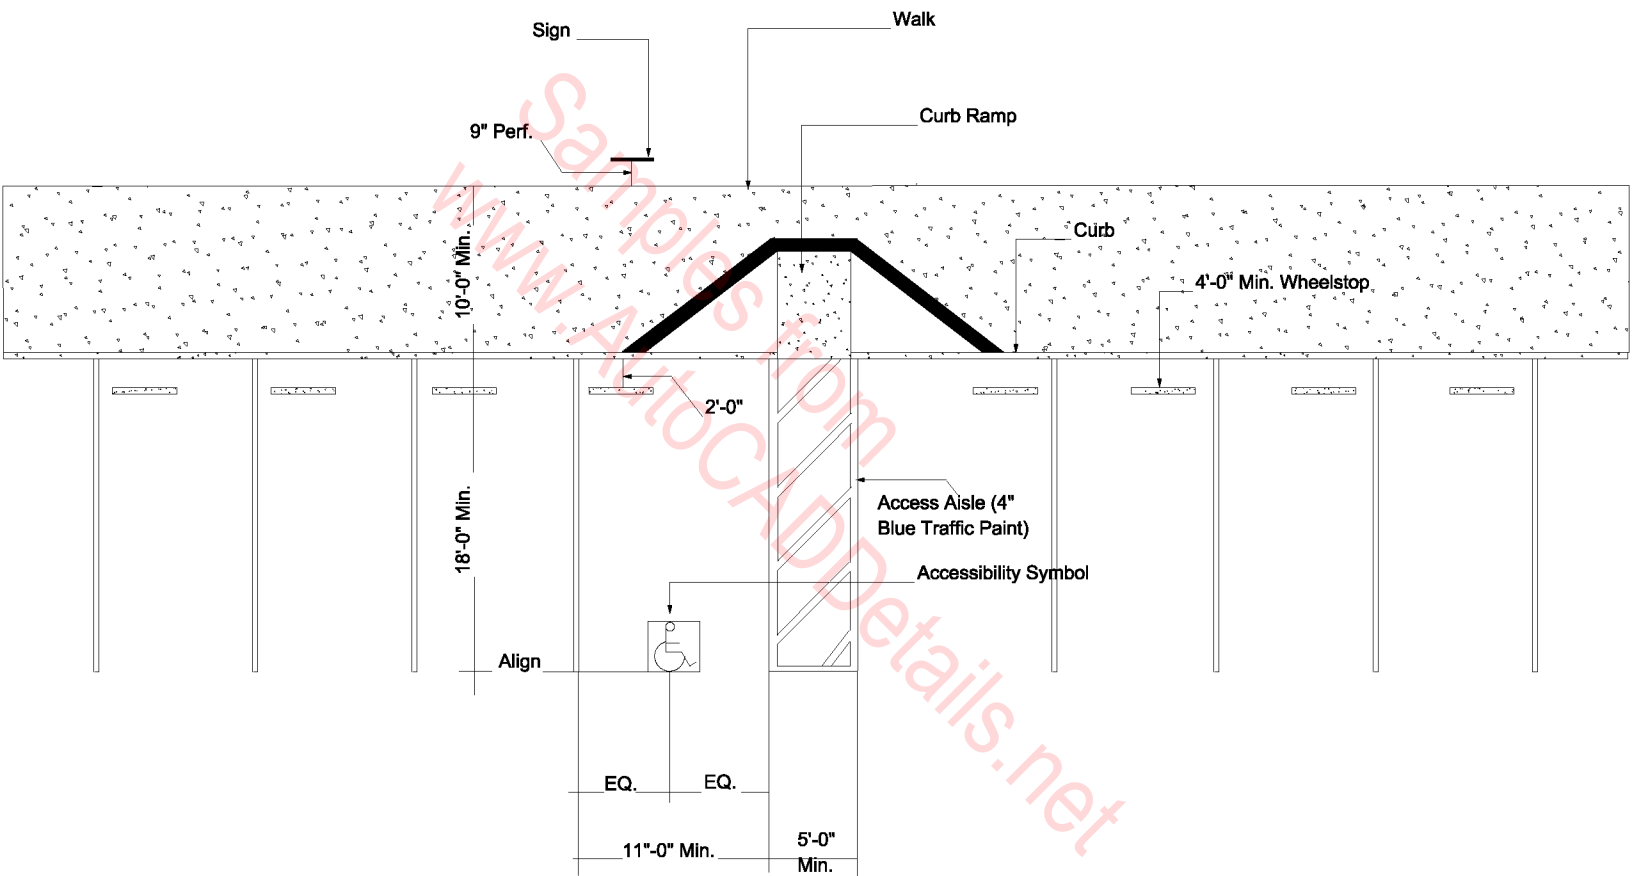 Walk
Sign
Curb Ramp
9" Perf.
Curb
10'-0" Min.
4'-0" Min. Wheelstop
2'-0"
Access Aisle (4"
Blue Traffic Paint)
18'-0" Min.
Accessibility Symbol
Align
EQ.
EQ.
11"-0" Min.
5'-0"
Min.
Samples from
www.AutoCADDetails.net